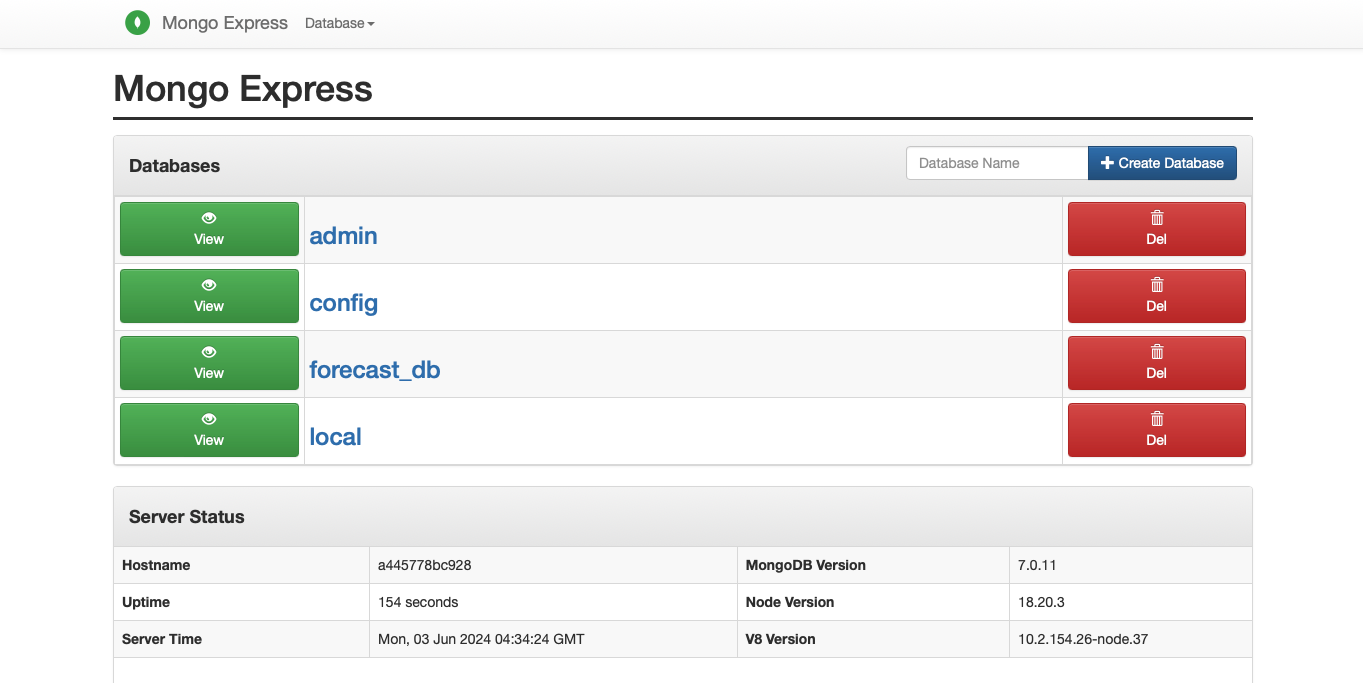 Mongo Express Database
Mongo Express
Databases Database Name Create Database
View admin Del
View config Del
View forecast_db Del
View local Del
Server Status
Hostname a445778bc928 MongoDB Version 7.0.11
Uptime 154 seconds Node Version 18.20.3
Server Time Mon, 03 Jun 2024 04:34:24 GMT V8 Version 10.2.154.26-node.37